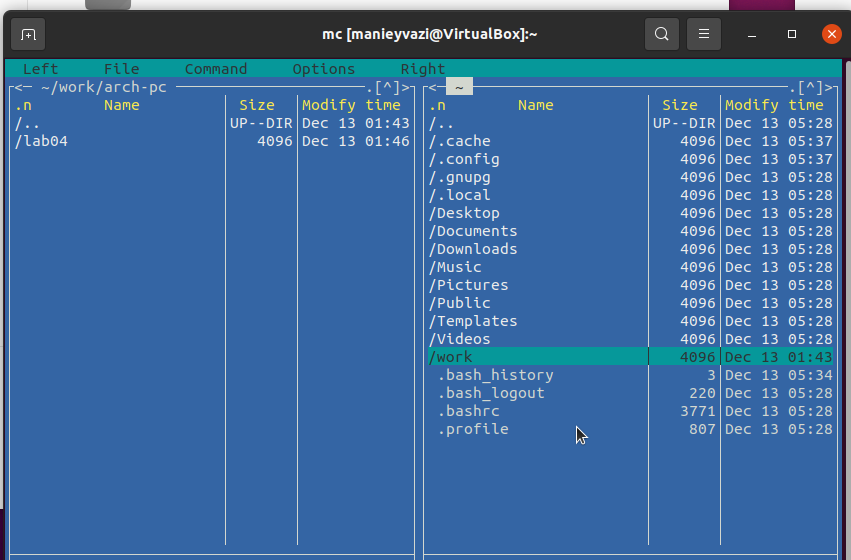 mc [manieyvazi@VirtualBox]:~
Left File Command Options Right
<─ ~/work/arch-pc ─.[^]>
.n Name Size Modify time
/.. UP--DIR Dec 13 01:43
/lab04 4096 Dec 13 01:46
<─ ~ ─.[^]>
.n Name Size Modify time
/.. UP--DIR Dec 13 05:28
/.cache 4096 Dec 13 05:37
/.config 4096 Dec 13 05:37
/.gnupg 4096 Dec 13 05:28
/.local 4096 Dec 13 05:28
/Desktop 4096 Dec 13 05:28
/Documents 4096 Dec 13 05:28
/Downloads 4096 Dec 13 05:28
/Music 4096 Dec 13 05:28
/Pictures 4096 Dec 13 05:28
/Public 4096 Dec 13 05:28
/Templates 4096 Dec 13 05:28
/Videos 4096 Dec 13 05:28
/work 4096 Dec 13 01:43
.bash_history 3 Dec 13 05:34
.bash_logout 220 Dec 13 05:28
.bashrc 3771 Dec 13 05:28
.profile 807 Dec 13 05:28